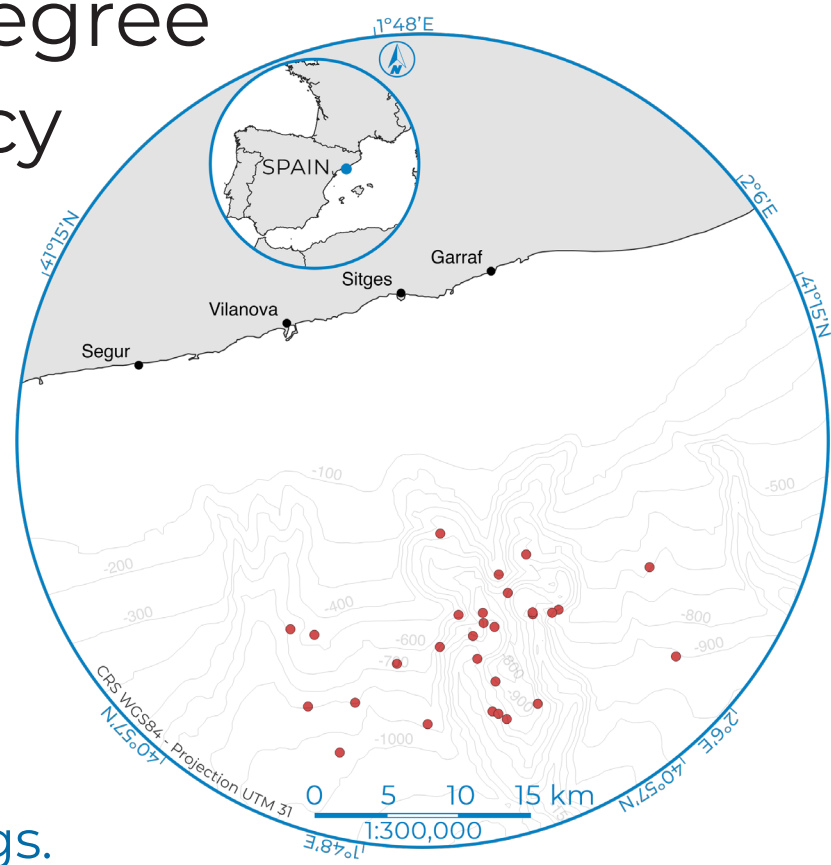 egree
cy
1°48'E
N
SPAIN
2°6'E
41°15'N
41°15'N
Garraf
Sitges
Vilanova
Segur
-100
-500
-200
-300
-400
-600
-700
-800
-900
-800
-900
-1000
CRS WGS84 - Projection UTM 31
40°57'N
2°6'E
40°57'N
0 5 10 15 km
1:300,000
1°48'E
gs.